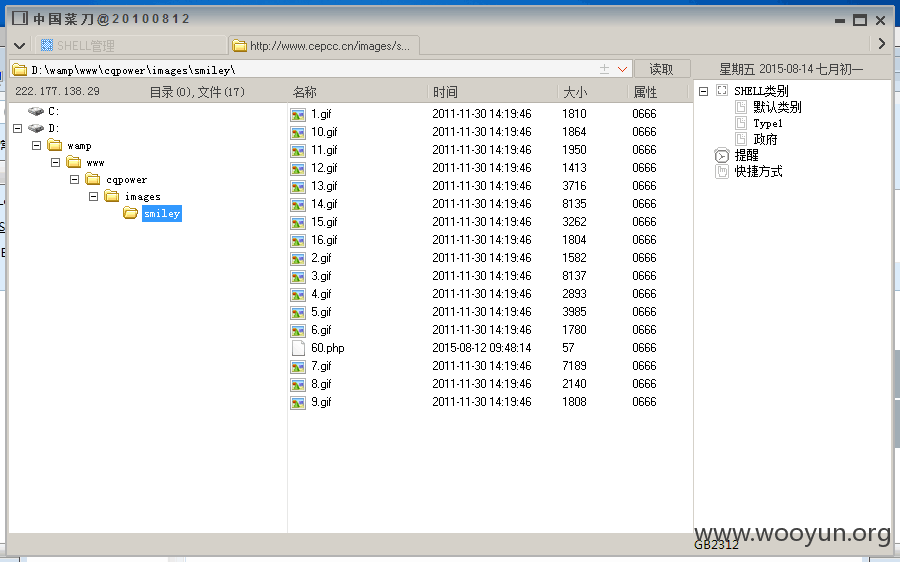 中国菜刀@20100812
SHELL管理
http://www.cepcc.cn/images/s...
D:\wamp\www\cqpower\images\smiley\
读取
星期五 2015-08-14 七月初一
222.177.138.29
目录(0),文件(17)
名称 时间 大小 属性
C:
D:
wamp
www
cqpower
images
smiley
1.gif 2011-11-30 14:19:46 1810 0666
10.gif 2011-11-30 14:19:46 1864 0666
11.gif 2011-11-30 14:19:46 1950 0666
12.gif 2011-11-30 14:19:46 1413 0666
13.gif 2011-11-30 14:19:46 3716 0666
14.gif 2011-11-30 14:19:46 8135 0666
15.gif 2011-11-30 14:19:46 3262 0666
16.gif 2011-11-30 14:19:46 1804 0666
2.gif 2011-11-30 14:19:46 1582 0666
3.gif 2011-11-30 14:19:46 8137 0666
4.gif 2011-11-30 14:19:46 2893 0666
5.gif 2011-11-30 14:19:46 3985 0666
6.gif 2011-11-30 14:19:46 1780 0666
60.php 2015-08-12 09:48:14 57 0666
7.gif 2011-11-30 14:19:46 7189 0666
8.gif 2011-11-30 14:19:46 2140 0666
9.gif 2011-11-30 14:19:46 1808 0666
SHELL类别
默认类别
Type1
政府
提醒
快捷方式
www.wooyun.org
GB2312